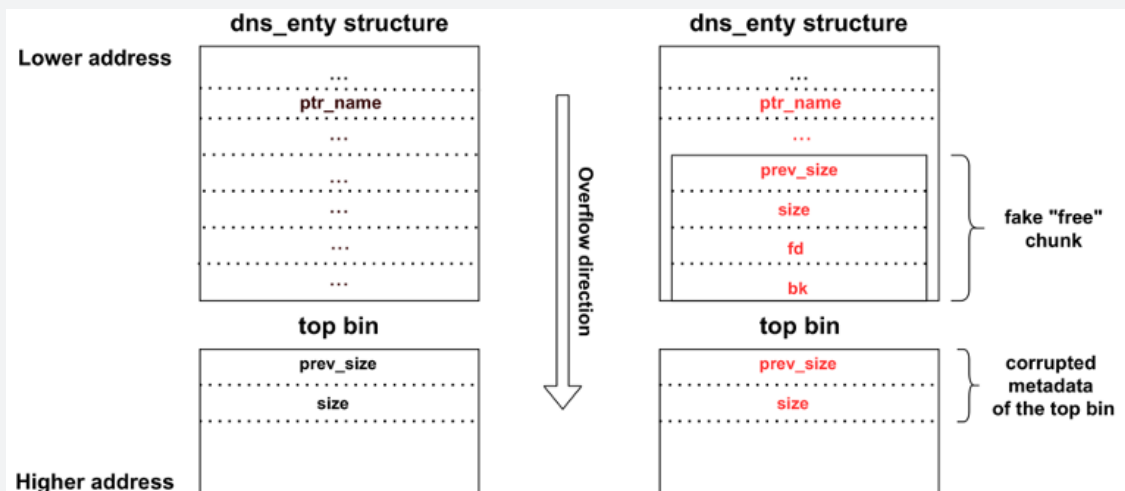 dns_enty structure
dns_enty structure
Lower address
...
ptr_name
...
...
...
...
...
Overflow direction
...
ptr_name
...
prev_size
size
fd
bk
fake "free"
chunk
top bin
top bin
prev_size
size
prev_size
size
corrupted
metadata
of the top bin
Higher address